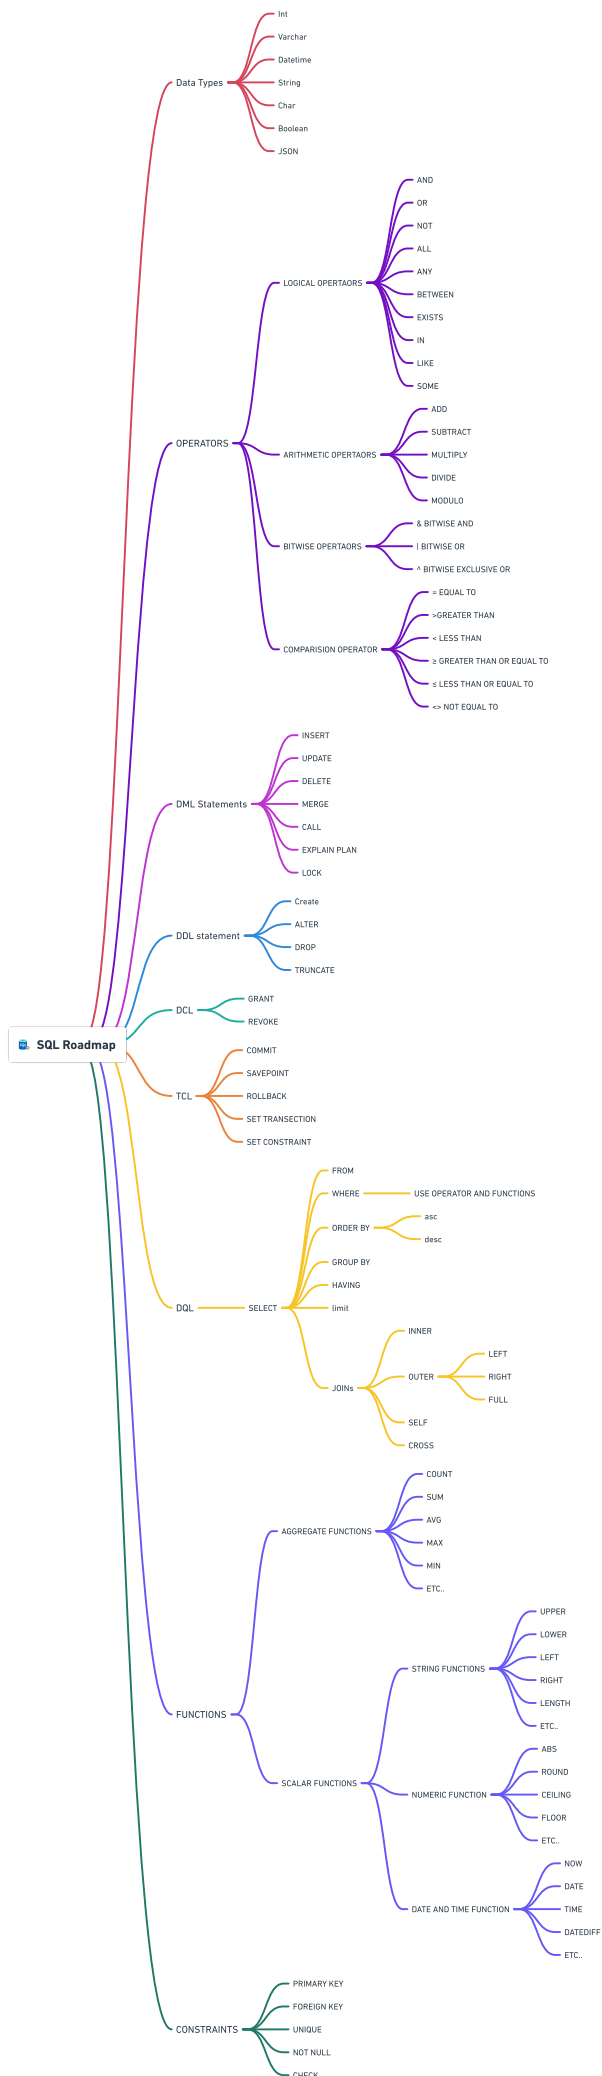 Int
Varchar
Datetime
Data Types
String
Char
Boolean
JSON
AND
OR
NOT
ALL
ANY
LOGICAL OPERTAORS
BETWEEN
EXISTS
IN
LIKE
SOME
ADD
SUBTRACT
OPERATORS
ARITHMETIC OPERTAORS
MULTIPLY
DIVIDE
MODULO
& BITWISE AND
BITWISE OPERTAORS
| BITWISE OR
^ BITWISE EXCLUSIVE OR
= EQUAL TO
>GREATER THAN
< LESS THAN
COMPARISION OPERATOR
≥ GREATER THAN OR EQUAL TO
≤ LESS THAN OR EQUAL TO
<> NOT EQUAL TO
INSERT
UPDATE
DELETE
DML Statements
MERGE
CALL
EXPLAIN PLAN
LOCK
Create
ALTER
DDL statement
DROP
TRUNCATE
GRANT
DCL
REVOKE
SQL Roadmap
COMMIT
SAVEPOINT
TCL
ROLLBACK
SET TRANSECTION
SET CONSTRAINT
FROM
WHERE
USE OPERATOR AND FUNCTIONS
asc
ORDER BY
desc
GROUP BY
HAVING
DQL
SELECT
limit
INNER
LEFT
JOINs
OUTER
RIGHT
FULL
SELF
CROSS
COUNT
SUM
AVG
AGGREGATE FUNCTIONS
MAX
MIN
ETC..
UPPER
LOWER
LEFT
STRING FUNCTIONS
RIGHT
LENGTH
FUNCTIONS
ETC..
ABS
ROUND
SCALAR FUNCTIONS
NUMERIC FUNCTION
CEILING
FLOOR
ETC..
NOW
DATE
DATE AND TIME FUNCTION
TIME
DATEDIFF
ETC..
PRIMARY KEY
FOREIGN KEY
CONSTRAINTS
UNIQUE
NOT NULL
CHECK